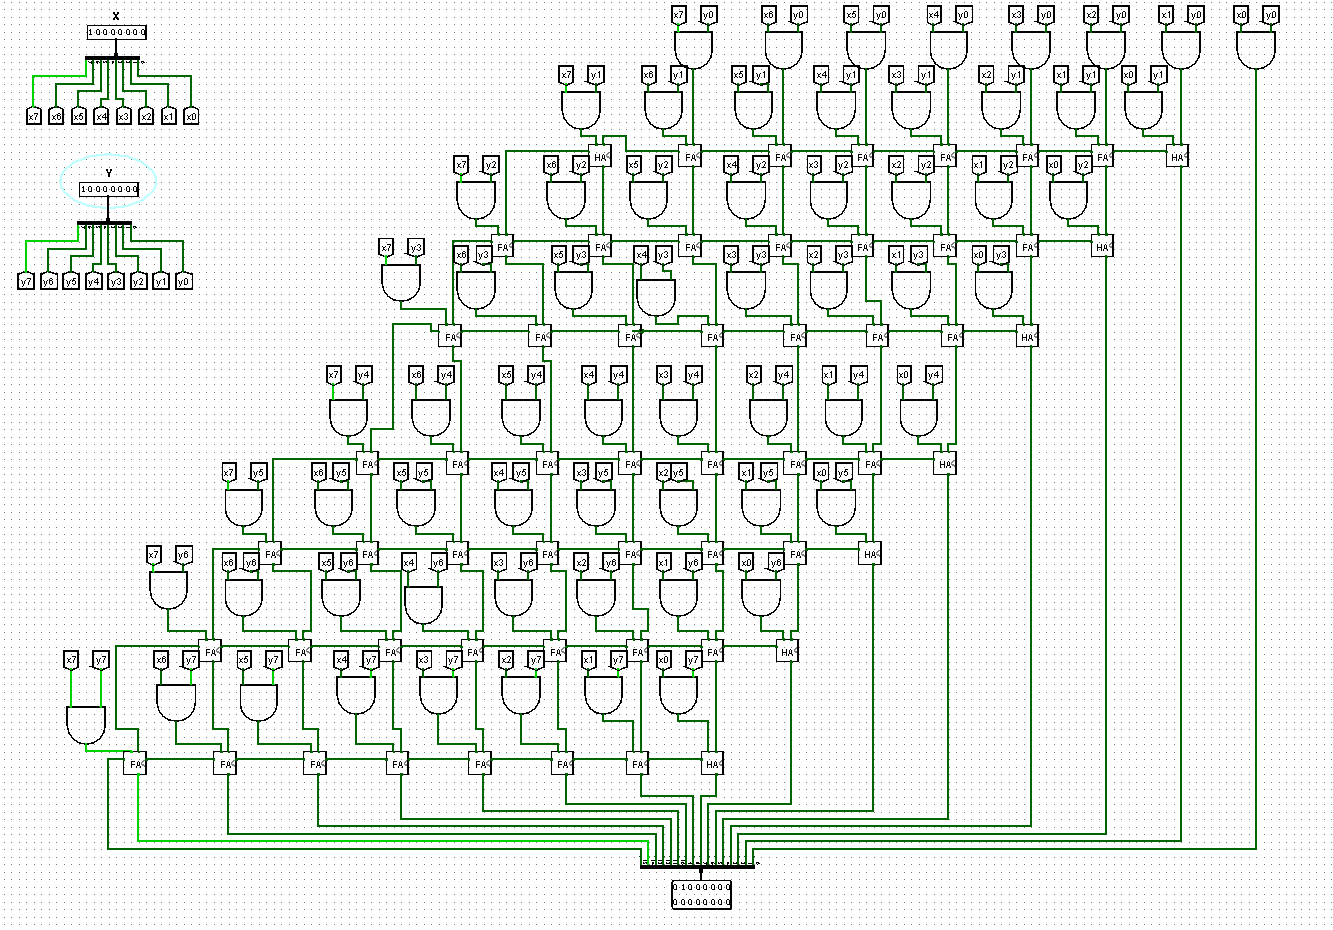 X
10000000
x7 x6 x5 x4 x3 x2 x1 x0
Y
10000000
y7 y6 y5 y4 y3 y2 y1 y0
x7 y0 x6 y0 x5 y0 x4 y0 x3 y0 x2 y0 x1 y0 x0 y0
x7 y1 x6 y1 x5 y1 x4 y1 x3 y1 x2 y1 x1 y1 x0 y1
HA FA FA FA FA FA FA HA
x7 y2 x6 y2 x5 y2 x4 y2 x3 y2 x2 y2 x1 y2 x0 y2
FA FA FA FA FA FA FA HA
x7 y3 x6 y3 x5 y3 x4 y3 x3 y3 x2 y3 x1 y3 x0 y3
FA FA FA FA FA FA FA HA
x7 y4 x6 y4 x5 y4 x4 y4 x3 y4 x2 y4 x1 y4 x0 y4
FA FA FA FA FA FA FA HA
x7 y5 x6 y5 x5 y5 x4 y5 x3 y5 x2 y5 x1 y5 x0 y5
FA FA FA FA FA FA FA HA
x7 y6 x6 y6 x5 y6 x4 y6 x3 y6 x2 y6 x1 y6 x0 y6
FA FA FA FA FA FA FA HA
x7 y7 x6 y7 x5 y7 x4 y7 x3 y7 x2 y7 x1 y7 x0 y7
FA FA FA FA FA FA FA HA
01000000
00000000